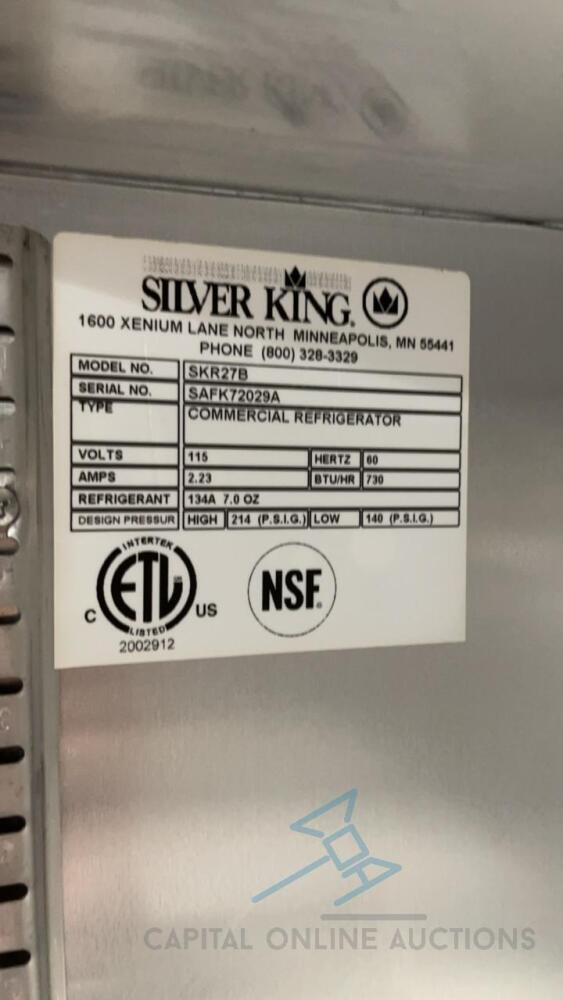 SILVER KING.
1600 XENIUM LANE NORTH MINNEAPOLIS, MN 55441
PHONE (800) 328-3329
MODEL NO. SKR27B
SERIAL NO. SAFK72029A
TYPE COMMERCIAL REFRIGERATOR
VOLTS 115 HERTZ 60
AMPS 2.23 BTU/HR 730
REFRIGERANT 134A 7.0 OZ
DESIGN PRESSUR HIGH 214 (P.S.I.G.) LOW 140 (P.S.I.G.)
INTERTEK
C ETL US
LISTED
2002912
NSF.
CAPITAL ONLINE AUCTIONS